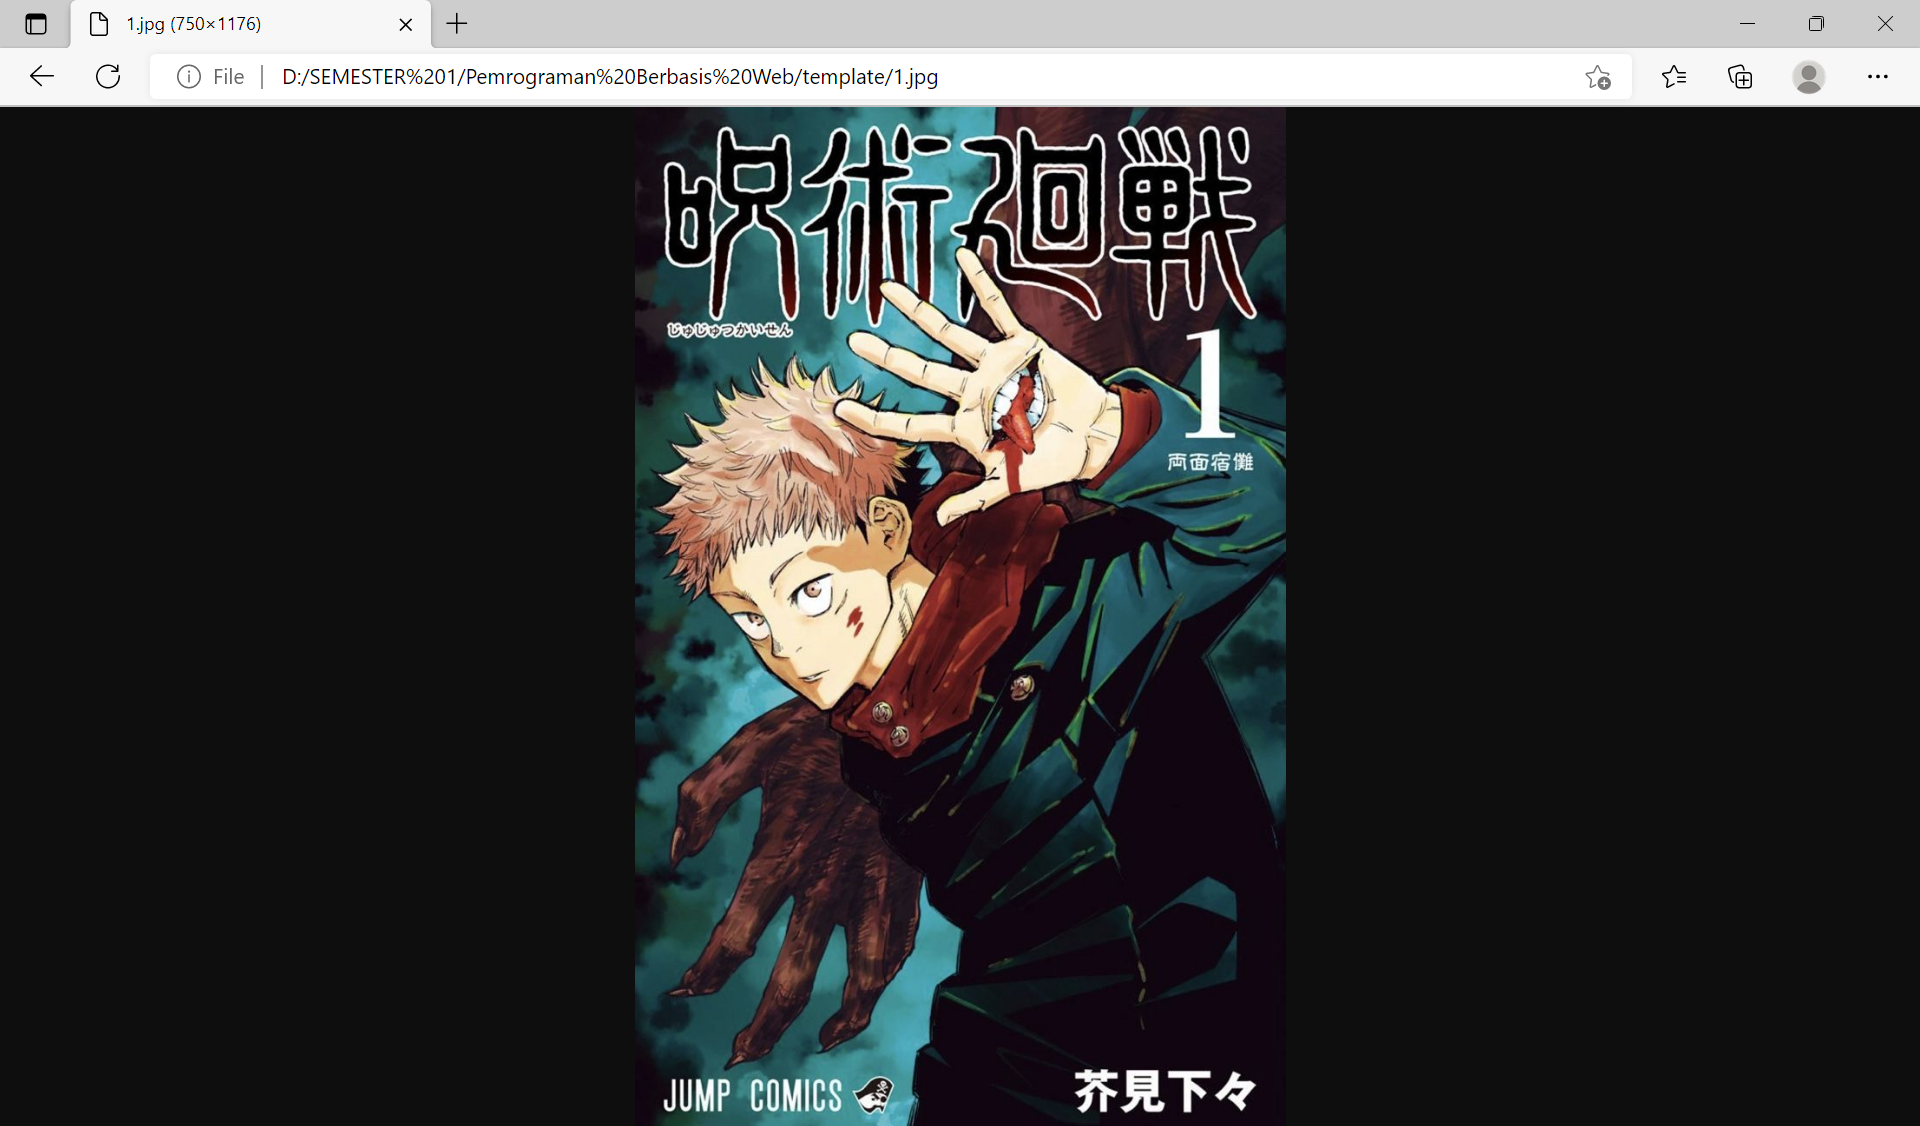 1.jpg (750×1176)
File
D:/SEMESTER%201/Pemrograman%20Berbasis%20Web/template/1.jpg
呪術廻戦
じゅじゅつかいせん
1
両面宿儺
JUMP COMICS
芥見下々